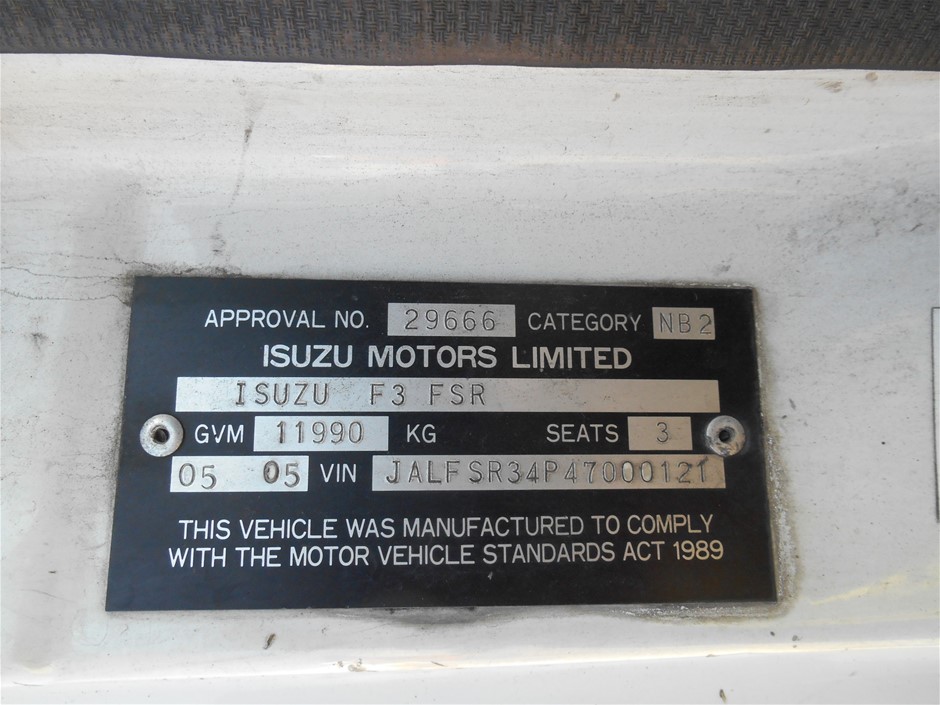 APPROVAL NO. 29666 CATEGORY NB2
ISUZU MOTORS LIMITED
ISUZU F3 FSR
GVM 11990 KG SEATS 3
05 05 VIN JALFSR34P47000121
THIS VEHICLE WAS MANUFACTURED TO COMPLY
WITH THE MOTOR VEHICLE STANDARDS ACT 1989